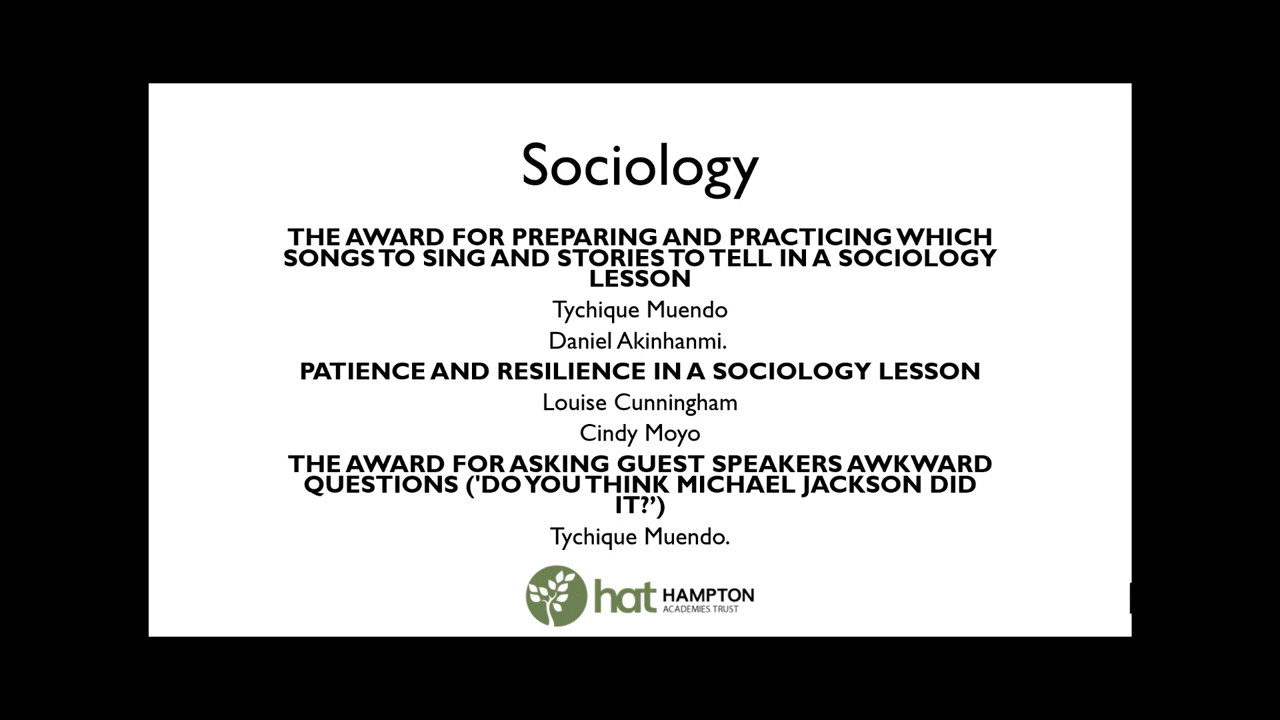 Sociology
THE AWARD FOR PREPARING AND PRACTICING WHICH
SONGS TO SING AND STORIES TO TELL IN A SOCIOLOGY
LESSON
Tychique Muendo
Daniel Akinhanmi.
PATIENCE AND RESILIENCE IN A SOCIOLOGY LESSON
Louise Cunningham
Cindy Moyo
THE AWARD FOR ASKING GUEST SPEAKERS AWKWARD
QUESTIONS ('DO YOU THINK MICHAEL JACKSON DID
IT?’)
Tychique Muendo.
hat HAMPTON
ACADEMIES TRUST